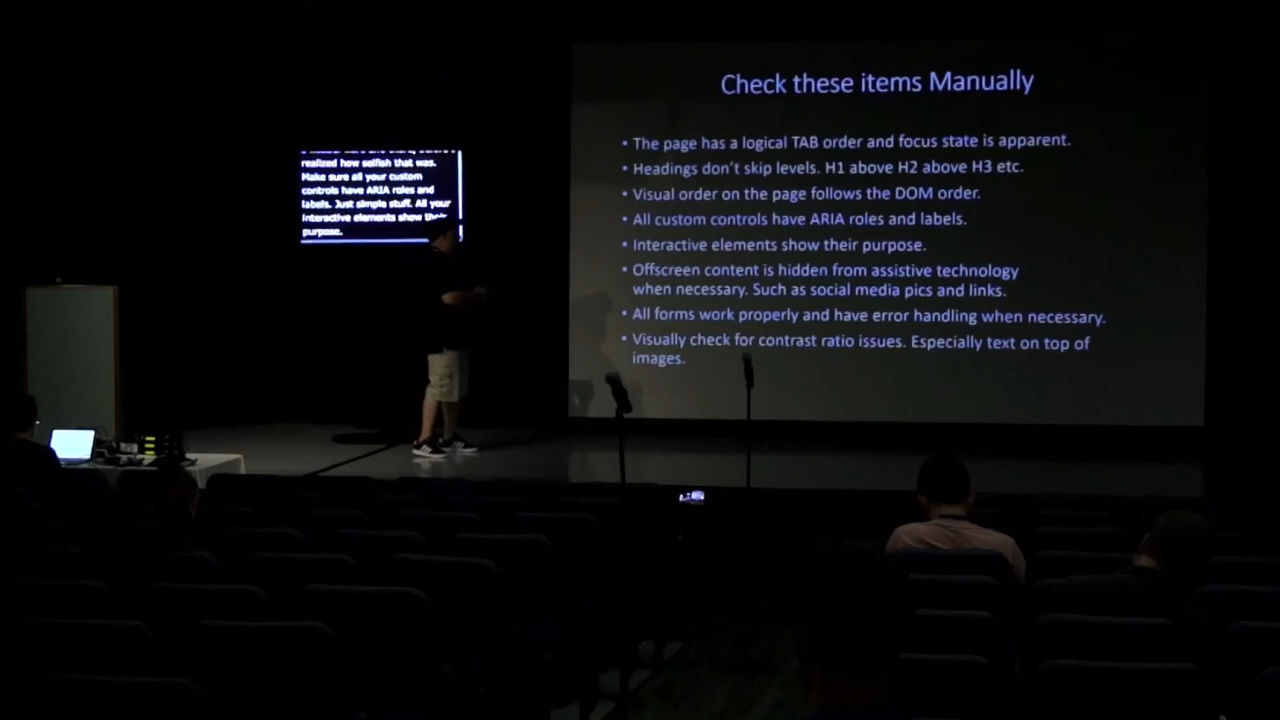 realized how selfish that was.
Make sure all your custom
controls have ARIA roles and
labels. Just simple stuff. All your
interactive elements show their
purpose.
Check these items Manually
• The page has a logical TAB order and focus state is apparent.
• Headings don't skip levels. H1 above H2 above H3 etc.
• Visual order on the page follows the DOM order.
• All custom controls have ARIA roles and labels.
• Interactive elements show their purpose.
• Offscreen content is hidden from assistive technology
when necessary. Such as social media pics and links.
• All forms work properly and have error handling when necessary.
• Visually check for contrast ratio issues. Especially text on top of
images.